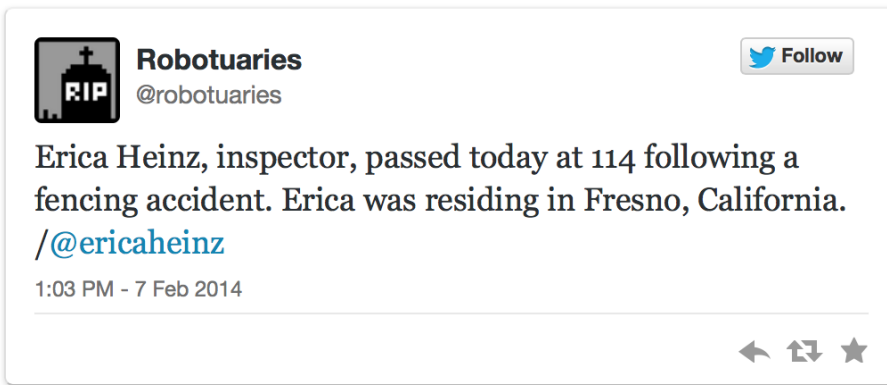 Robotuaries
Follow
RIP
@robotuaries
Erica Heinz, inspector, passed today at 114 following a
fencing accident. Erica was residing in Fresno, California.
/@ericaheinz
1:03 PM - 7 Feb 2014